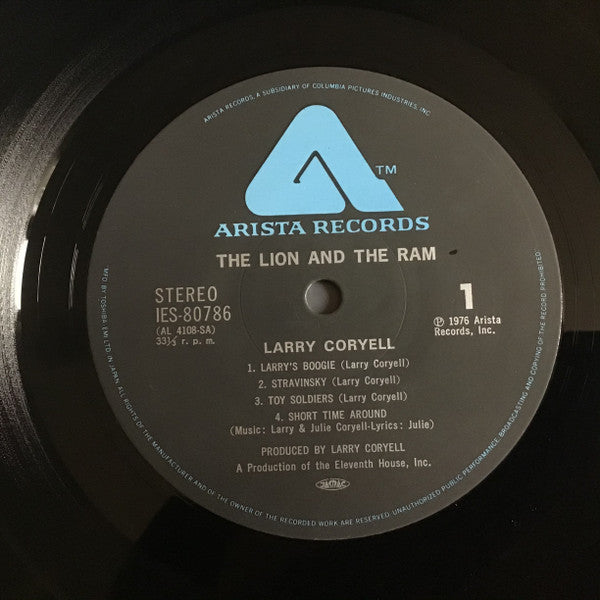 ARISTA RECORDS, A SUBSIDIARY OF COLUMBIA PICTURES INDUSTRIES, INC.
TM
ARISTA RECORDS
THE LION AND THE RAM
STEREO
IES-80786
(AL 4108-SA)
33⅓ r. p. m.
1
Ⓟ 1976 Arista
Records, Inc.
LARRY CORYELL
1. LARRY'S BOOGIE (Larry Coryell)
2. STRAVINSKY (Larry Coryell)
3. TOY SOLDIERS (Larry Coryell)
4. SHORT TIME AROUND
(Music: Larry & Julie Coryell-Lyrics: Julie)
PRODUCED BY LARRY CORYELL
A Production of the Eleventh House, Inc.
JASRAC
MFD BY TOSHIBA EMI LTD. IN JAPAN. ALL RIGHTS OF THE MANUFACTURER AND OF THE OWNER OF THE RECORDED WORK ARE RESERVED. UNAUTHORIZED PUBLIC PERFORMANCE, BROADCASTING AND COPYING OF THE RECORD PROHIBITED.